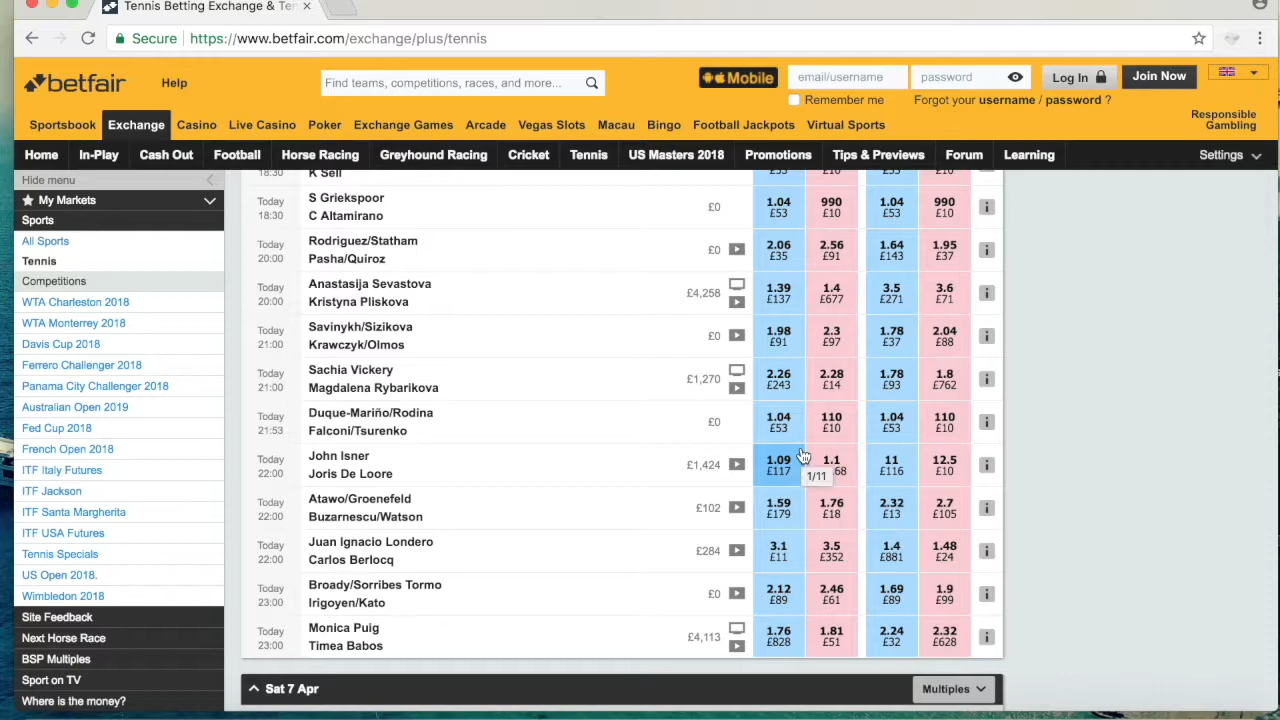 Tennis Betting Exchange & Te
Secure https://www.betfair.com/exchange/plus/tennis
betfair Help
Find teams, competitions, races, and more...
Mobile email/username password Log In Join Now
Remember me Forgot your username / password ?
Sportsbook Exchange Casino Live Casino Poker Exchange Games Arcade Vegas Slots Macau Bingo Football Jackpots Virtual Sports
Responsible Gambling
Home In-Play Cash Out Football Horse Racing Greyhound Racing Cricket Tennis US Masters 2018 Promotions Tips & Previews Forum Learning Settings
Hide menu
My Markets
Sports
All Sports
Tennis
Competitions
WTA Charleston 2018
WTA Monterrey 2018
Davis Cup 2018
Ferrero Challenger 2018
Panama City Challenger 2018
Australian Open 2019
Fed Cup 2018
French Open 2018
ITF Italy Futures
ITF Jackson
ITF Santa Margherita
ITF USA Futures
Tennis Specials
US Open 2018.
Wimbledon 2018
Site Feedback
Next Horse Race
BSP Multiples
Sport on TV
Where is the money?
18:30 K Sell £53 £10 £53 £10
Today S Griekspoor 1.04 990 1.04 990
18:30 C Altamirano £0 £53 £10 £53 £10
Today Rodriguez/Statham 2.06 2.56 1.64 1.95
20:00 Pasha/Quiroz £0 £35 £91 £143 £37
Today Anastasija Sevastova 1.39 1.4 3.5 3.6
20:00 Kristyna Pliskova £4,258 £137 £677 £271 £71
Today Savinykh/Sizikova 1.98 2.3 1.78 2.04
21:00 Krawczyk/Olmos £0 £91 £97 £37 £88
Today Sachia Vickery 2.26 2.28 1.78 1.8
21:00 Magdalena Rybarikova £1,270 £243 £14 £93 £762
Today Duque-Mariño/Rodina 1.04 110 1.04 110
21:53 Falconi/Tsurenko £0 £53 £10 £53 £10
Today John Isner 1.09 1.1 11 12.5
22:00 Joris De Loore £1,424 £117 68 £116 £10
1/11
Today Atawo/Groenefeld 1.59 1.76 2.32 2.7
22:00 Buzarnescu/Watson £102 £179 £18 £13 £105
Today Juan Ignacio Londero 3.1 3.5 1.4 1.48
22:00 Carlos Berlocq £284 £11 £352 £881 £24
Today Broady/Sorribes Tormo 2.12 2.46 1.69 1.9
23:00 Irigoyen/Kato £0 £89 £61 £89 £99
Today Monica Puig 1.76 1.81 2.24 2.32
23:00 Timea Babos £4,113 £828 £51 £32 £628
Sat 7 Apr Multiples